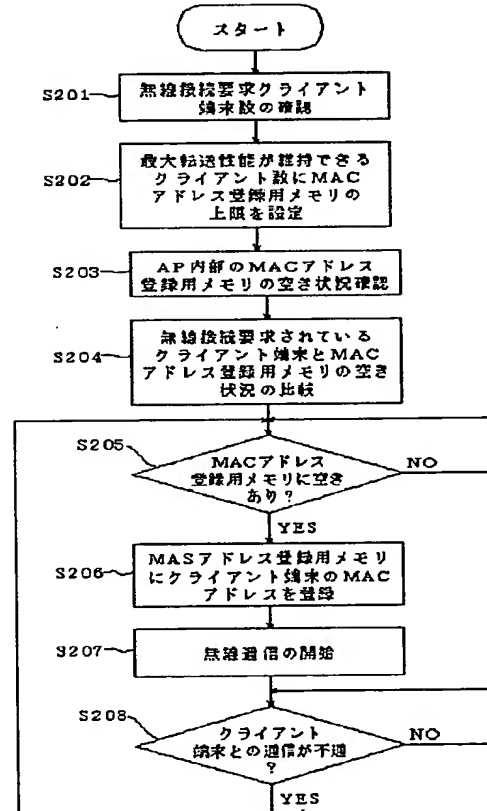 スタート
S201
無線接続要求クライアント
端末数の確認
S202
最大転送性能が維持できる
クライアント数にMAC
アドレス登録用メモリの
上限を設定
S203
AP内部のMACアドレス
登録用メモリの空き状況確認
S204
無線接続要求されている
クライアント端末とMAC
アドレス登録用メモリの空き
状況の比較
S205
MACアドレス
登録用メモリに空き
あり?
NO
YES
S206
MASアドレス登録用メモリ
にクライアント端末のMAC
アドレスを登録
S207
無線通信の開始
S208
クライアント
端末との通信が不通
?
NO
YES